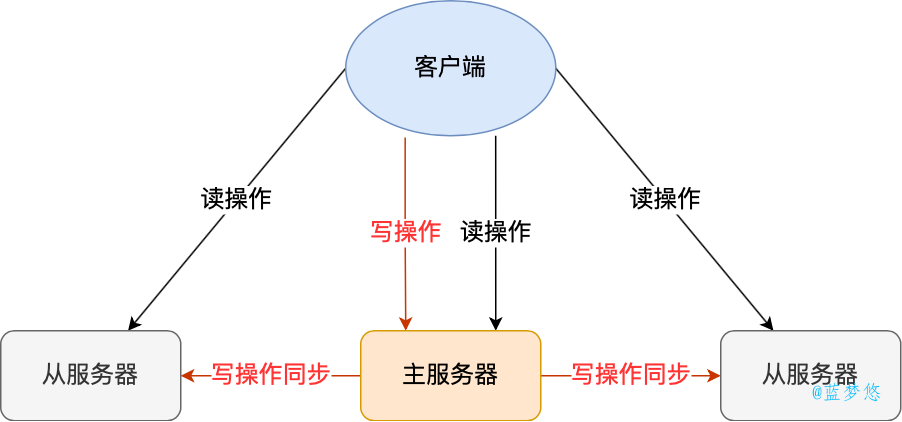 客户端
读操作
读操作
写操作
读操作
从服务器
写操作同步
主服务器
写操作同步
从服务器
@蓝梦悠